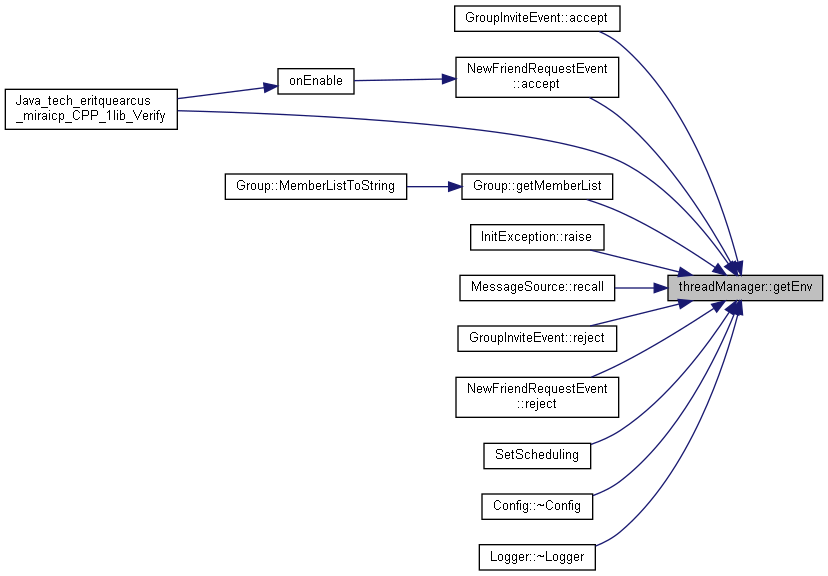 GroupInviteEvent::accept
NewFriendRequestEvent
::accept
onEnable
Java_tech_eritquearcus
_miraicp_CPP_1lib_Verify
Group::MemberListToString
Group::getMemberList
InitException::raise
threadManager::getEnv
MessageSource::recall
GroupInviteEvent::reject
NewFriendRequestEvent
::reject
SetScheduling
Config::~Config
Logger::~Logger